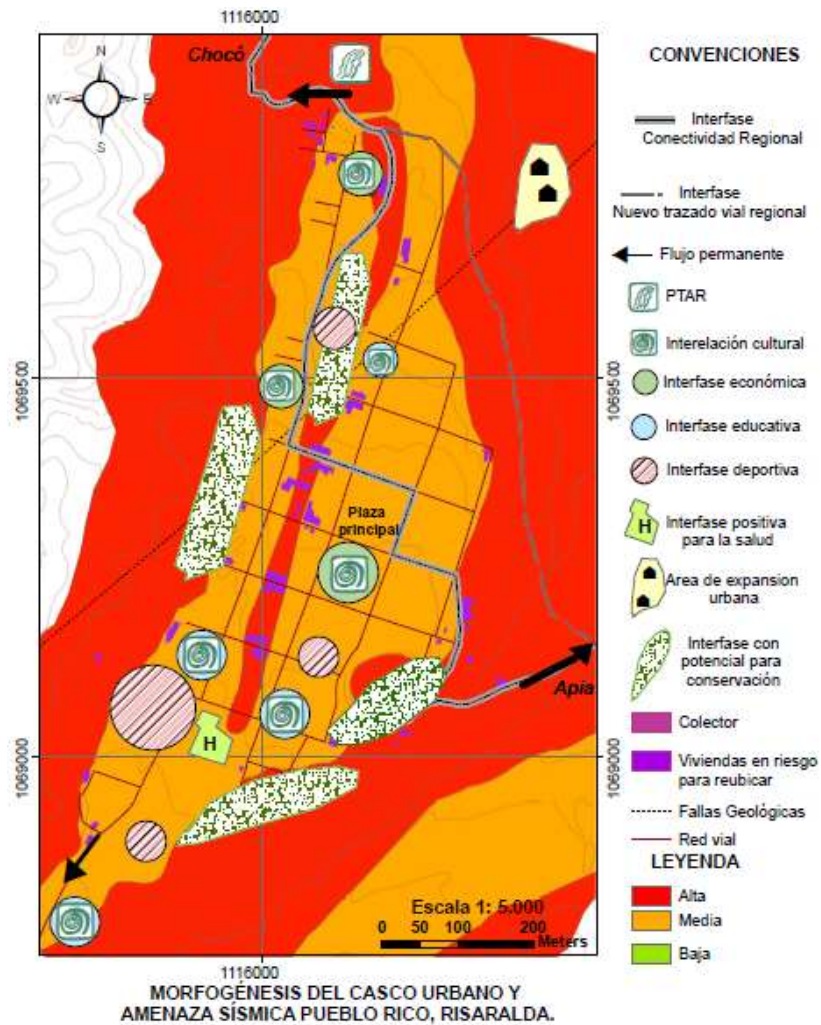 1116000
Chocó
N
W
E
S
1069500
1069500
Plaza
principal
Apia
H
1069000
1069000
Escala 1: 5.000
0 50 100 200
Meters
1116000
MORFOGÉNESIS DEL CASCO URBANO Y
AMENAZA SÍSMICA PUEBLO RICO, RISARALDA.
CONVENCIONES
Interfase
Conectividad Regional
Interfase
Nuevo trazado vial regional
Flujo permanente
PTAR
Interelación cultural
Interfase económica
Interfase educativa
Interfase deportiva
H
Interfase positiva
para la salud
Area de expansion
urbana
Interfase con
potencial para
conservación
Colector
Viviendas en riesgo
para reubicar
Fallas Geológicas
Red vial
LEYENDA
Alta
Media
Baja